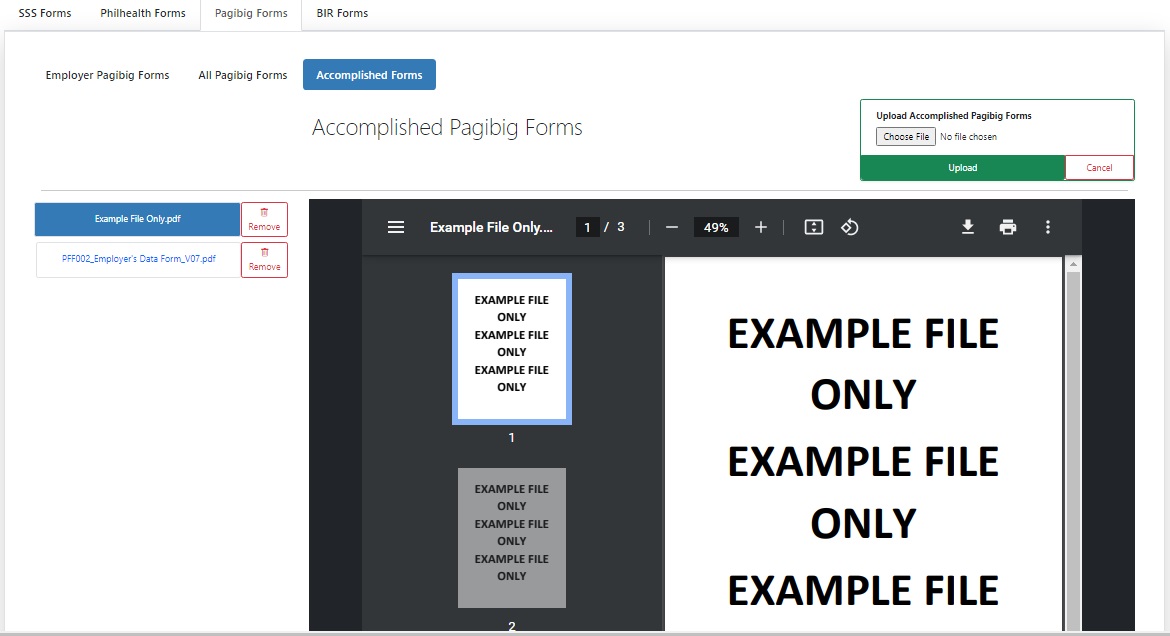 SSS Forms
Philhealth Forms
Pagibig Forms
BIR Forms
Employer Pagibig Forms
All Pagibig Forms
Accomplished Forms
Accomplished Pagibig Forms
Upload Accomplished Pagibig Forms
Choose File No file chosen
Upload
Cancel
Example File Only.pdf
Remove
PFF002_Employer's Data Form_V07.pdf
Remove
Example File Only....
1 / 3
49%
EXAMPLE FILE
ONLY
EXAMPLE FILE
ONLY
EXAMPLE FILE
ONLY
1
EXAMPLE FILE
ONLY
EXAMPLE FILE
ONLY
EXAMPLE FILE
ONLY
2
EXAMPLE FILE
ONLY
EXAMPLE FILE
ONLY
EXAMPLE FILE